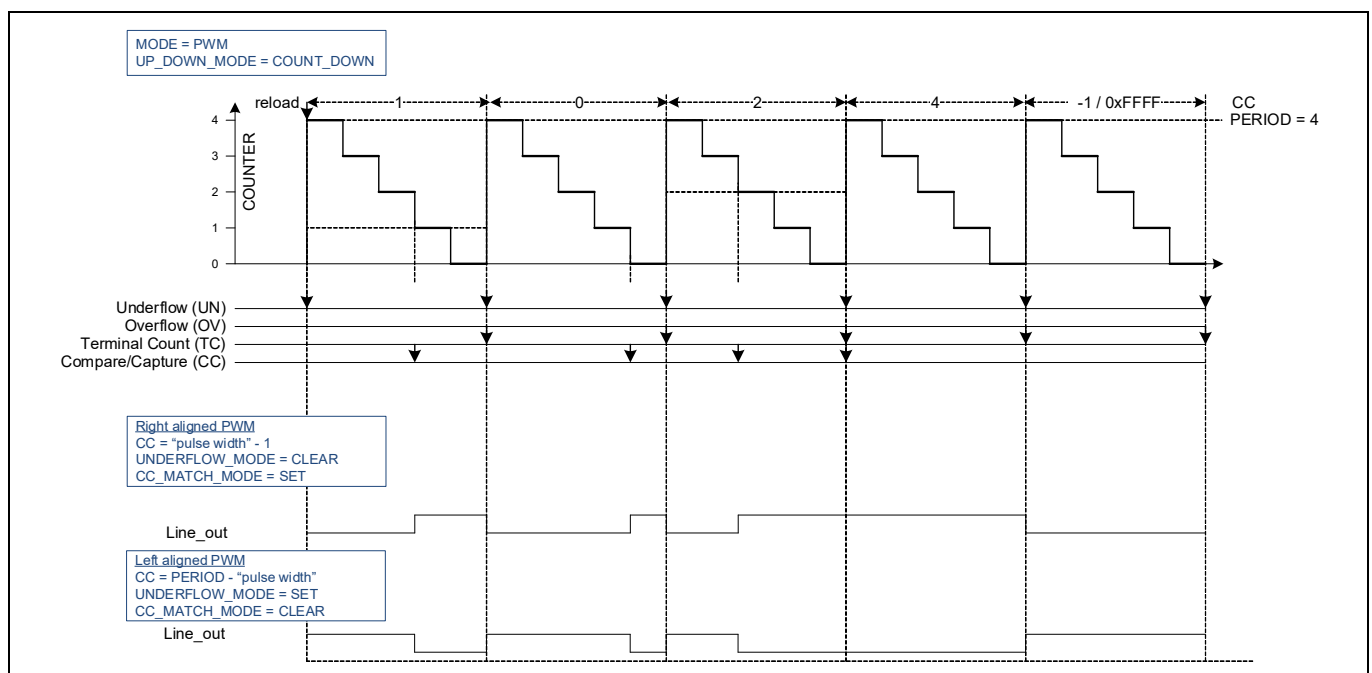 MODE = PWM
UP_DOWN_MODE = COUNT_DOWN
reload 1 0 2 4 -1 / 0xFFFF CC
PERIOD = 4
4
3
2
1
0
COUNTER
Underflow (UN)
Overflow (OV)
Terminal Count (TC)
Compare/Capture (CC)
Right aligned PWM
CC = “pulse width” - 1
UNDERFLOW_MODE = CLEAR
CC_MATCH_MODE = SET
Line_out
Left aligned PWM
CC = PERIOD - “pulse width”
UNDERFLOW_MODE = SET
CC_MATCH_MODE = CLEAR
Line_out